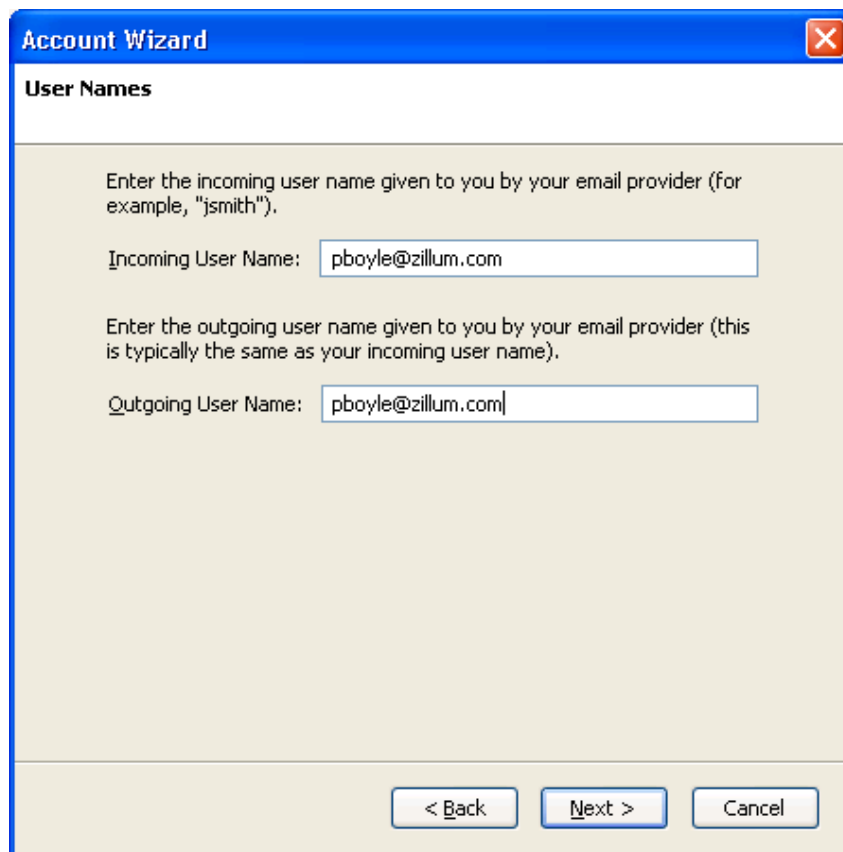 Account Wizard
User Names
Enter the incoming user name given to you by your email provider (for
example, "jsmith").
Incoming User Name: pboyle@zillum.com
Enter the outgoing user name given to you by your email provider (this
is typically the same as your incoming user name).
Outgoing User Name: pboyle@zillum.com
< Back Next > Cancel